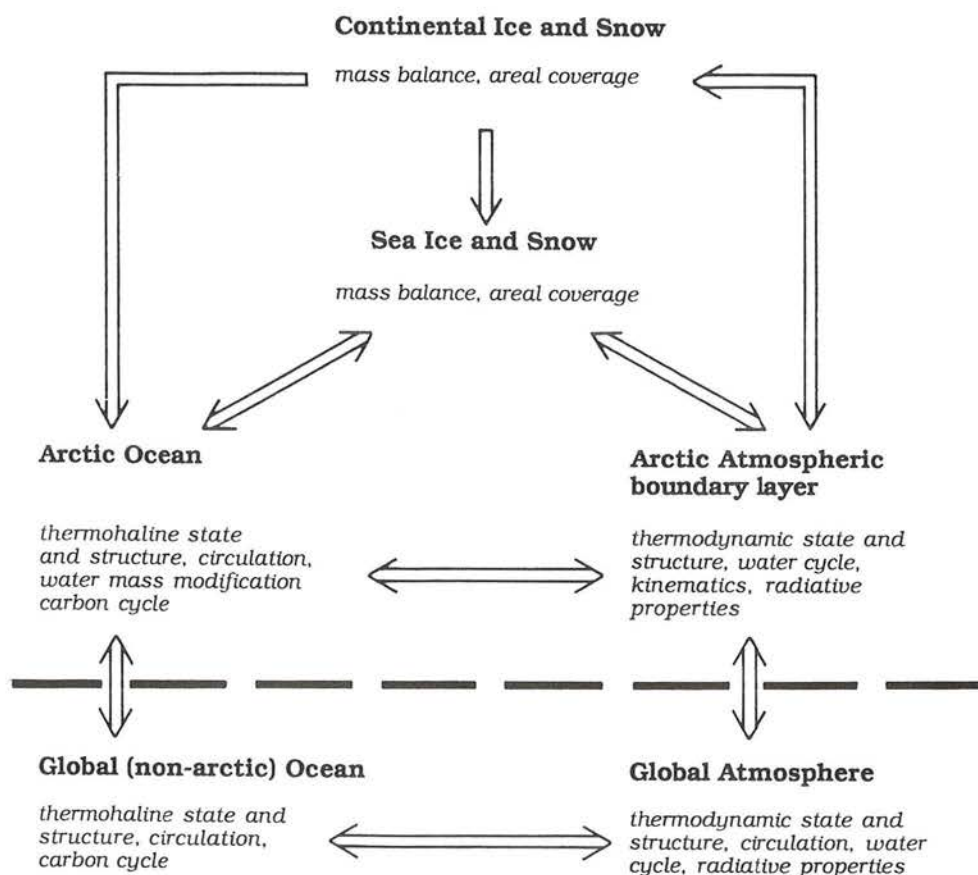 Continental Ice and Snow
mass balance, areal coverage
Sea Ice and Snow
mass balance, areal coverage
Arctic Ocean
thermohaline state
and structure, circulation,
water mass modification
carbon cycle
Arctic Atmospheric
boundary layer
thermodynamic state and
structure, water cycle,
kinematics, radiative
properties
Global (non-arctic) Ocean
thermohaline state and
structure, circulation,
carbon cycle
Global Atmosphere
thermodynamic state and
structure, circulation, water
cycle, radiative properties